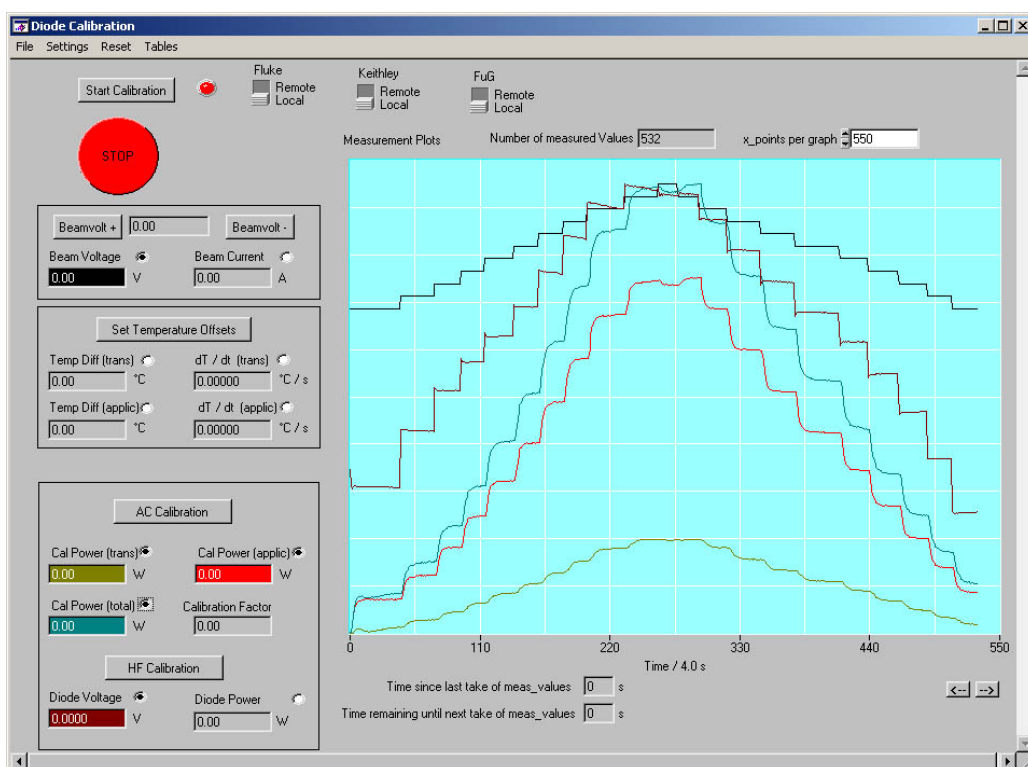 Diode Calibration
File Settings Reset Tables
Start Calibration
Fluke
Remote
Local
Keithley
Remote
Local
FuG
Remote
Local
STOP
Measurement Plots
Number of measured Values 532
x_points per graph 550
Beamvolt + 0.00 Beamvolt -
Beam Voltage Beam Current
0.00 V 0.00 A
Set Temperature Offsets
Temp Diff (trans) dT / dt (trans)
0.00 °C 0.00000 °C / s
Temp Diff (applic) dT / dt (applic)
0.00 °C 0.00000 °C / s
AC Calibration
Cal Power (trans) Cal Power (applic)
0.00 W 0.00 W
Cal Power (total) Calibration Factor
0.00 W 0.00
HF Calibration
Diode Voltage Diode Power
0.0000 V 0.00 W
0 110 220 330 440 550
Time / 4.0 s
Time since last take of meas_values 0 s
Time remaining until next take of meas_values 0 s
<-- -->